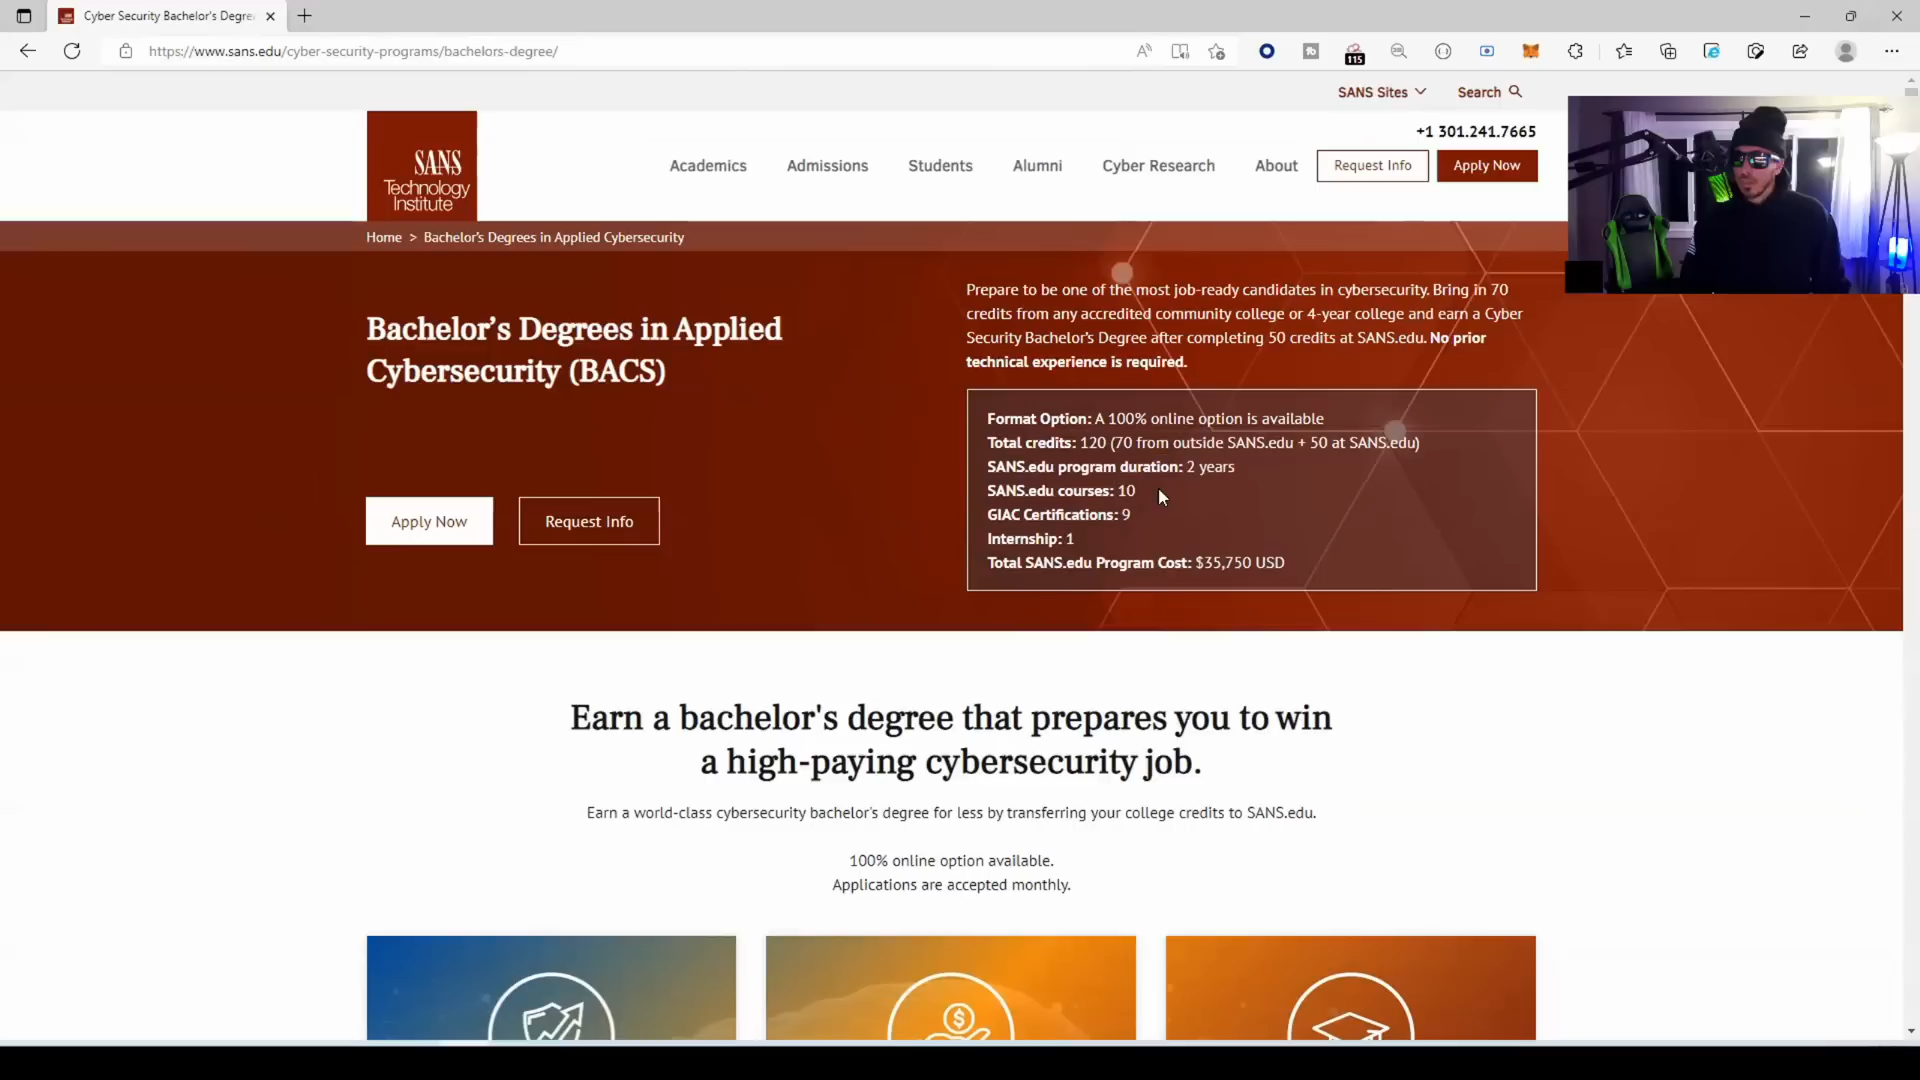 Cyber Security Bachelor's Degre
https://www.sans.edu/cyber-security-programs/bachelors-degree/
115
SANS Sites
Search
+1 301.241.7665
SANS
Technology
Institute
Academics
Admissions
Students
Alumni
Cyber Research
About
Request Info
Apply Now
Home > Bachelor's Degrees in Applied Cybersecurity
Bachelor's Degrees in Applied
Cybersecurity (BACS)
Apply Now
Request Info
Prepare to be one of the most job-ready candidates in cybersecurity. Bring in 70
credits from any accredited community college or 4-year college and earn a Cyber
Security Bachelor's Degree after completing 50 credits at SANS.edu. No prior
technical experience is required.
Format Option: A 100% online option is available
Total credits: 120 (70 from outside SANS.edu + 50 at SANS.edu)
SANS.edu program duration: 2 years
SANS.edu courses: 10
GIAC Certifications: 9
Internship: 1
Total SANS.edu Program Cost: $35,750 USD
Earn a bachelor's degree that prepares you to win
a high-paying cybersecurity job.
Earn a world-class cybersecurity bachelor's degree for less by transferring your college credits to SANS.edu.
100% online option available.
Applications are accepted monthly.